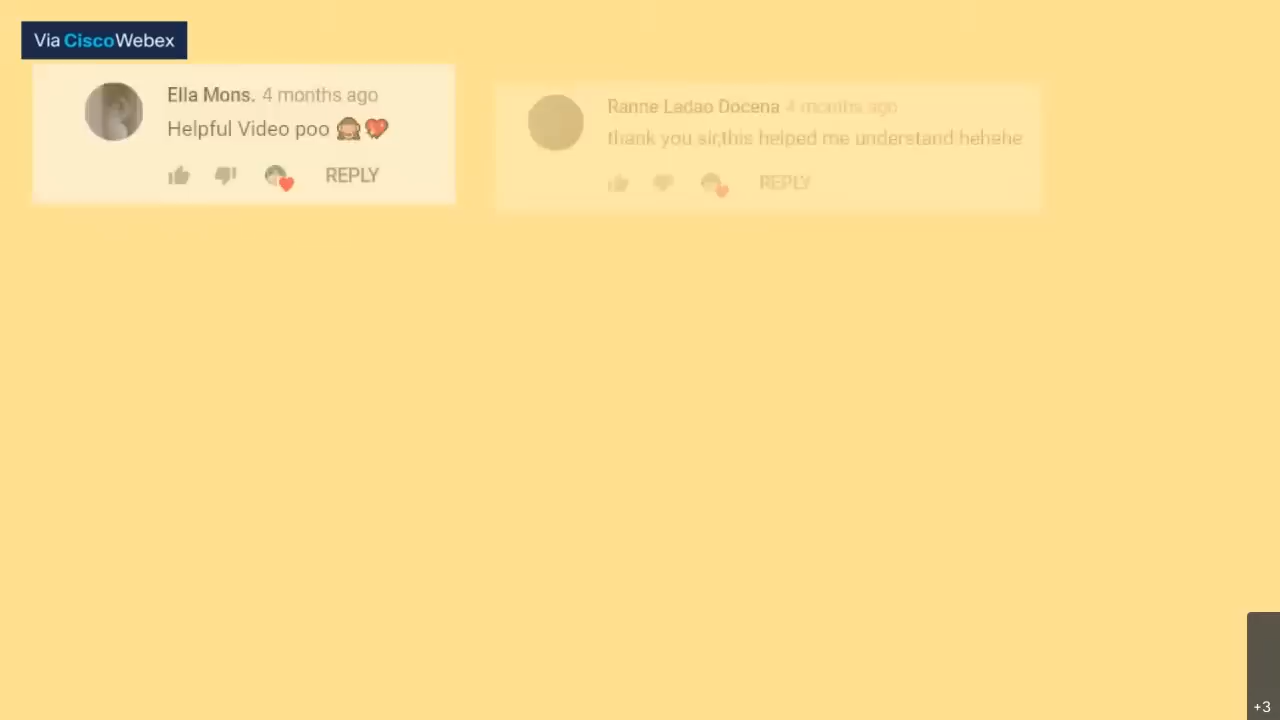 Via CiscoWebex
Ella Mons. 4 months ago
Helpful Video poo 🙈💖
REPLY
Ranne Ladao Docena 4 months ago
thank you sir,this helped me understand hehehe
REPLY
+3